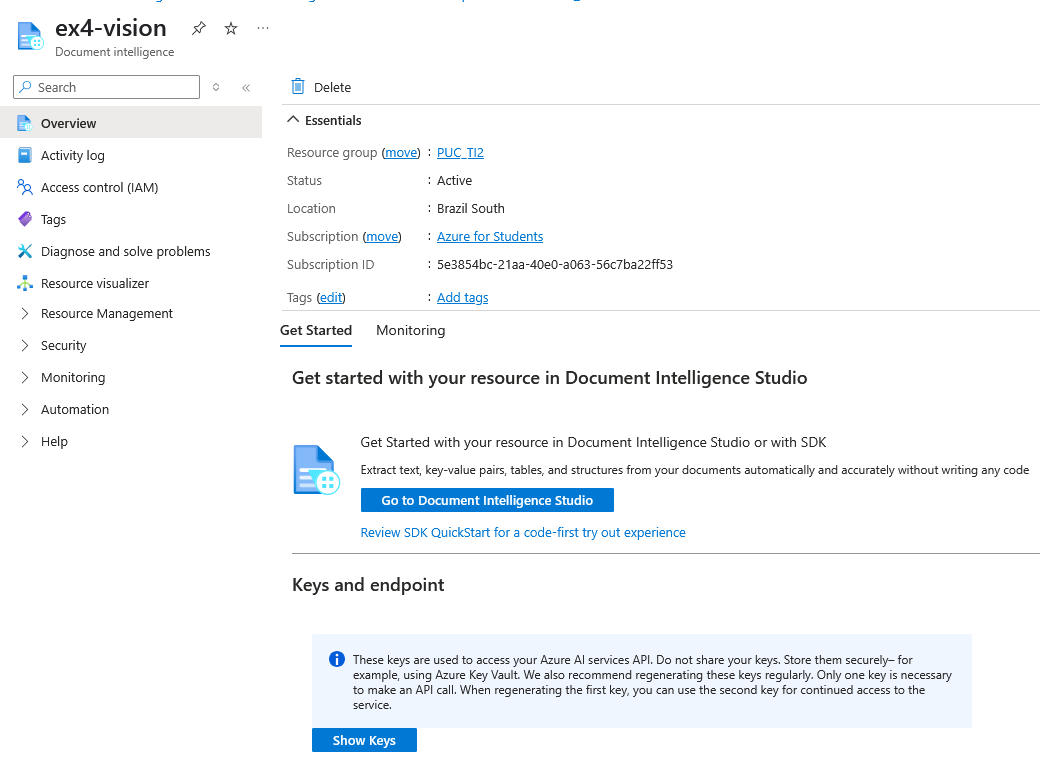 ex4-vision
Document intelligence
Search
Overview
Activity log
Access control (IAM)
Tags
Diagnose and solve problems
Resource visualizer
Resource Management
Security
Monitoring
Automation
Help
Delete
Essentials
Resource group (move) : PUC_TI2
Status : Active
Location : Brazil South
Subscription (move) : Azure for Students
Subscription ID : 5e3854bc-21aa-40e0-a063-56c7ba22ff53
Tags (edit) : Add tags
Get Started Monitoring
Get started with your resource in Document Intelligence Studio
Get Started with your resource in Document Intelligence Studio or with SDK
Extract text, key-value pairs, tables, and structures from your documents automatically and accurately without writing any code
Go to Document Intelligence Studio
Review SDK QuickStart for a code-first try out experience
Keys and endpoint
These keys are used to access your Azure AI services API. Do not share your keys. Store them securely– for
example, using Azure Key Vault. We also recommend regenerating these keys regularly. Only one key is necessary
to make an API call. When regenerating the first key, you can use the second key for continued access to the
service.
Show Keys